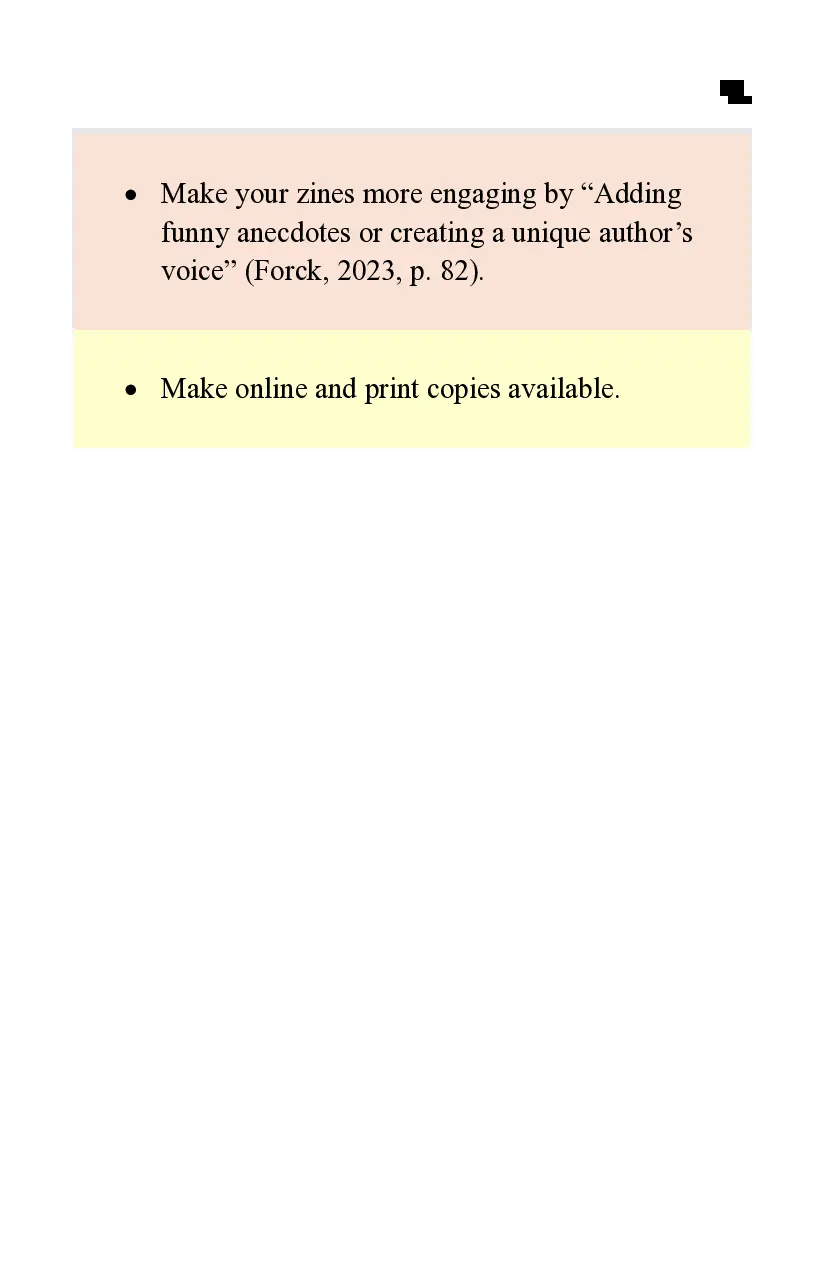 • Make your zines more engaging by “Adding
funny anecdotes or creating a unique author’s
voice” (Forck, 2023, p. 82).
• Make online and print copies available.